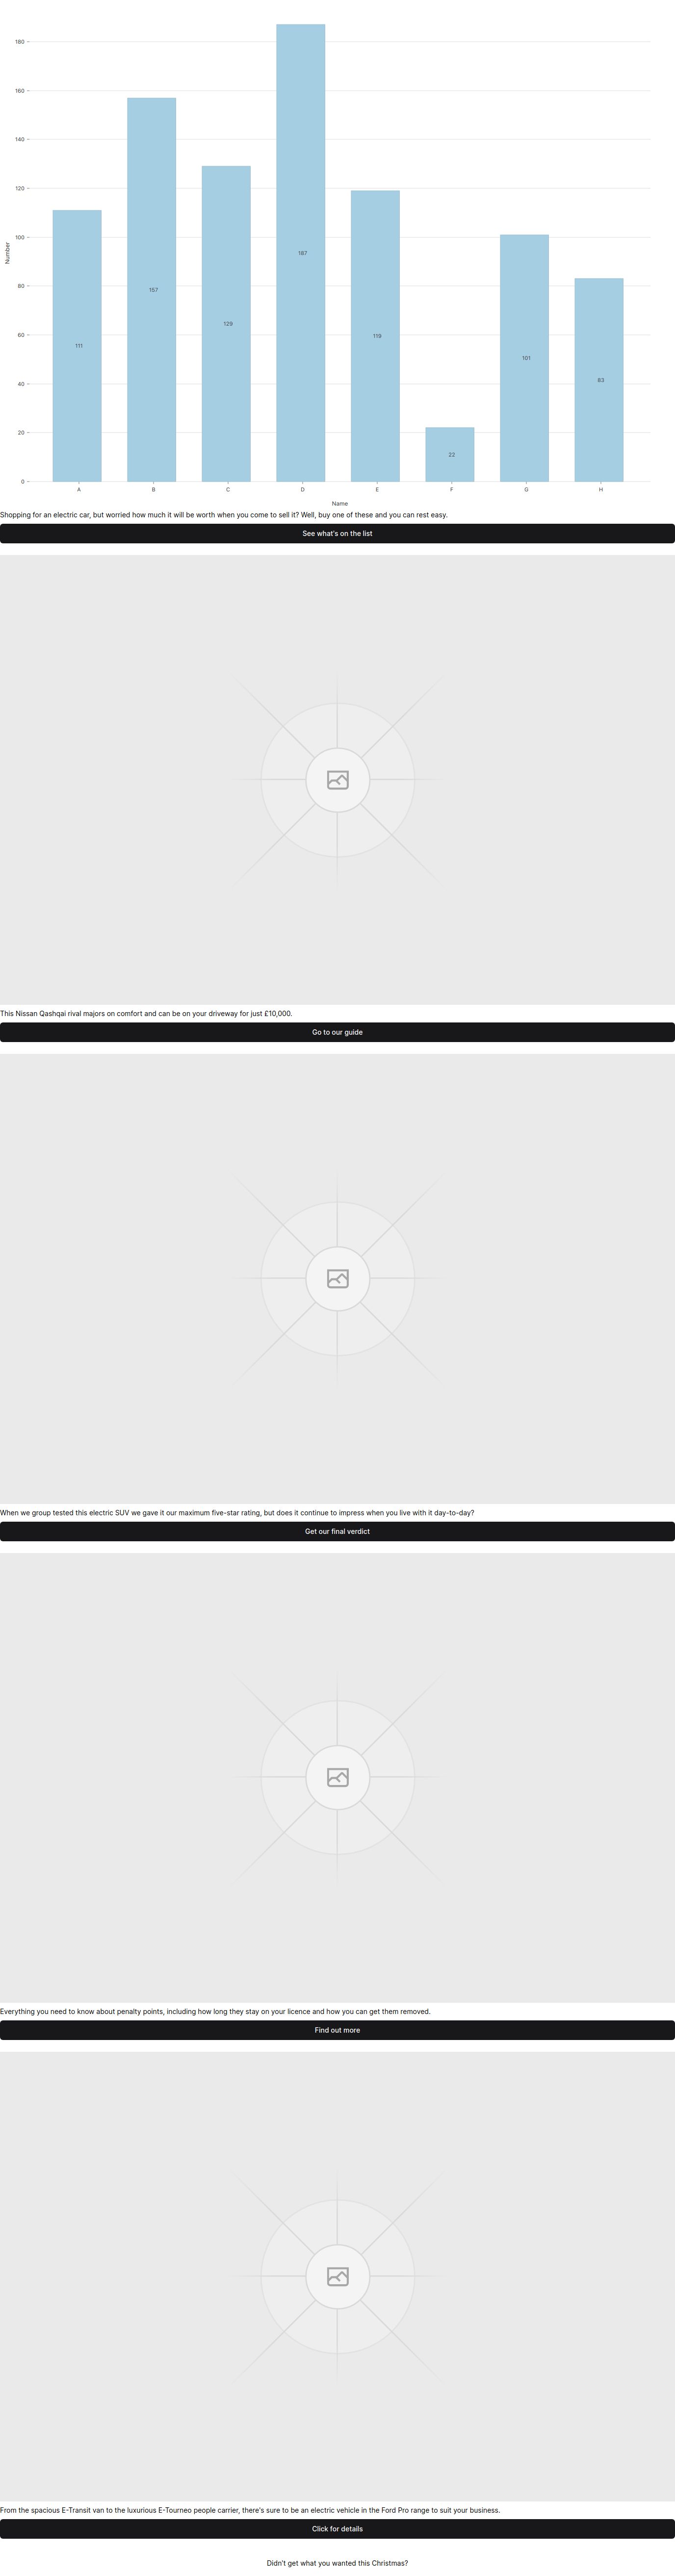 180
160
140
120
100
80
60
40
20
0
Number
111
157
129
187
119
22
101
83
A B C D E F G H
Name
Shopping for an electric car, but worried how much it will be worth when you come to sell it? Well, buy one of these and you can rest easy.
See what's on the list
This Nissan Qashqai rival majors on comfort and can be on your driveway for just £10,000.
Go to our guide
When we group tested this electric SUV we gave it our maximum five-star rating, but does it continue to impress when you live with it day-to-day?
Get our final verdict
Everything you need to know about penalty points, including how long they stay on your licence and how you can get them removed.
Find out more
From the spacious E-Transit van to the luxurious E-Tourneo people carrier, there's sure to be an electric vehicle in the Ford Pro range to suit your business.
Click for details
Didn't get what you wanted this Christmas?